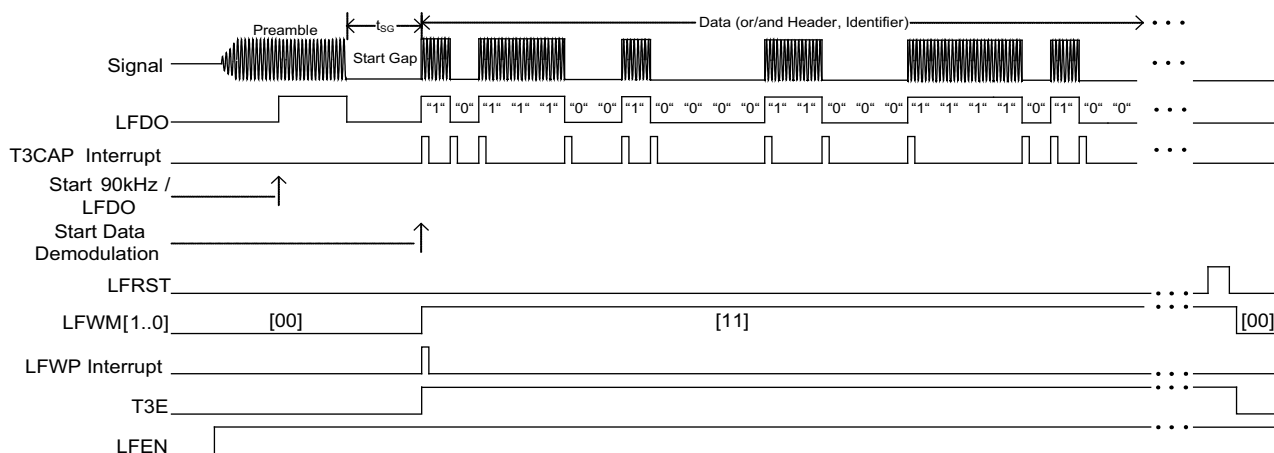 Preamble
tSG
Data (or/and Header, Identifier)
Signal
Start Gap
LFDO
"1" "0" "1" "1" "1" "0" "0" "1" "0" "0" "0" "0" "1" "1" "0" "0" "0" "1" "1" "1" "1" "0" "1" "0" "0"
T3CAP Interrupt
Start 90kHz /
LFDO
Start Data
Demodulation
LFRST
LFWM[1..0]
[00]
[11]
[00]
LFWP Interrupt
T3E
LFEN